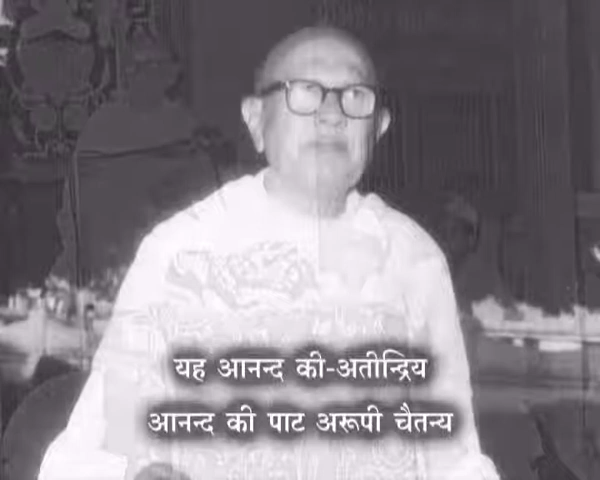 यह आनन्द की-अतीन्द्रिय
आनन्द की पाट अरूपी चैतन्य